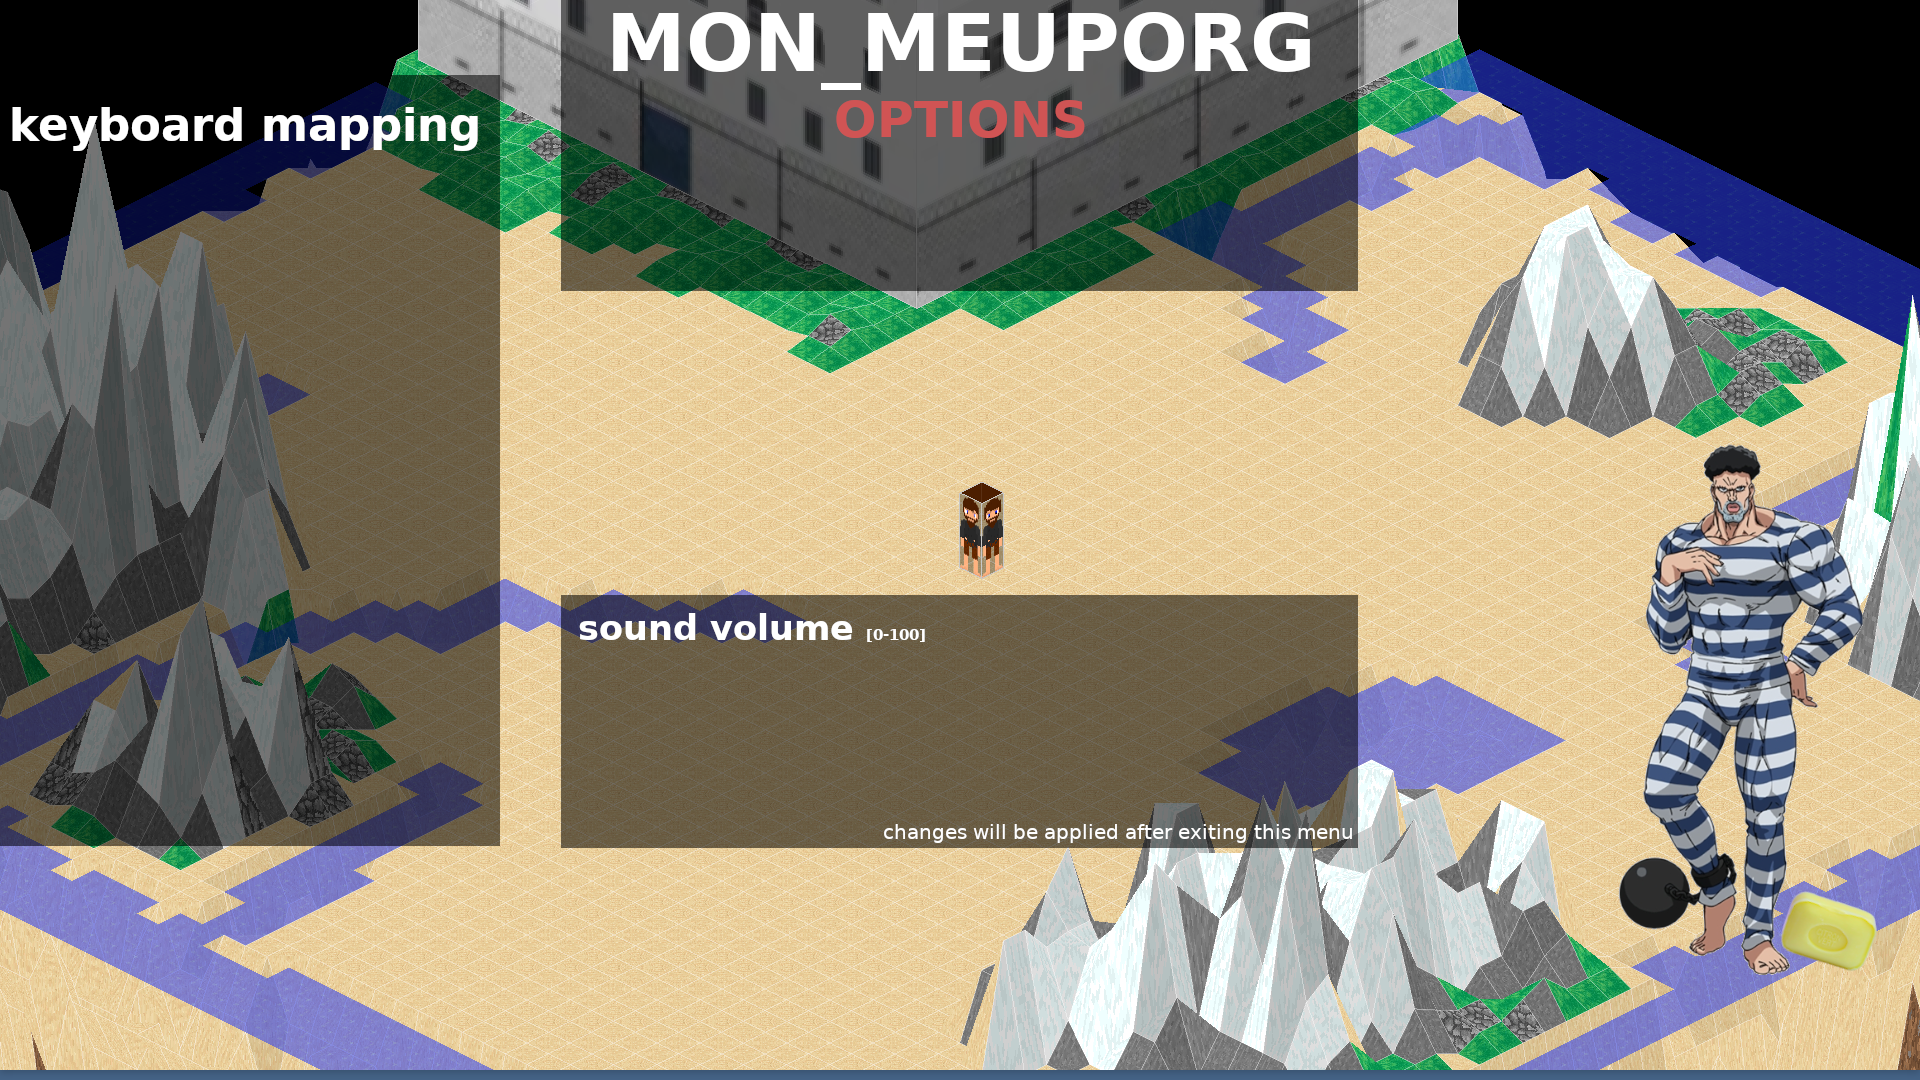 MON_MEUPORG
OPTIONS
keyboard mapping
sound volume [0-100]
changes will be applied after exiting this menu